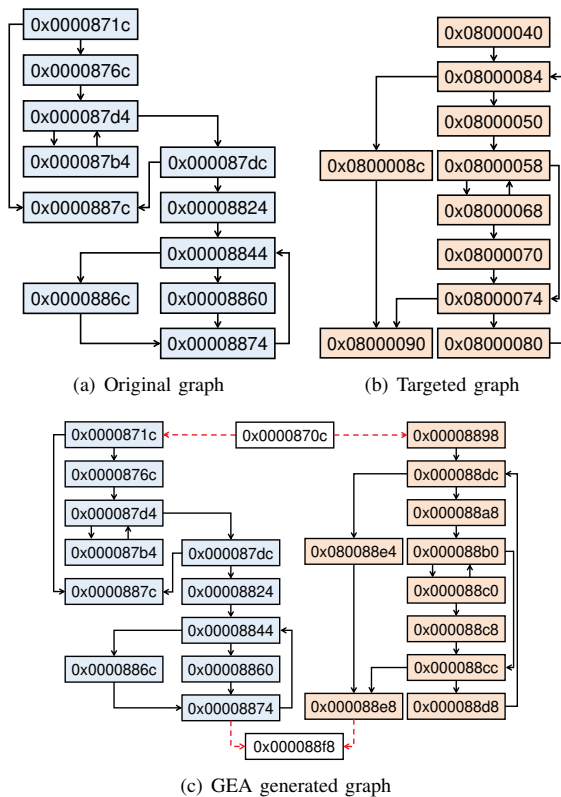 0x0000871c
0x0000876c
0x000087d4
0x000087b4
0x000087dc
0x0000887c
0x00008824
0x00008844
0x0000886c
0x00008860
0x00008874
(a) Original graph
0x08000040
0x08000084
0x08000050
0x0800008c
0x08000058
0x08000068
0x08000070
0x08000074
0x08000090
0x08000080
(b) Targeted graph
0x0000871c
0x0000870c
0x00008898
0x0000876c
0x000088dc
0x000087d4
0x000088a8
0x000087b4
0x000087dc
0x080088e4
0x000088b0
0x0000887c
0x00008824
0x000088c0
0x00008844
0x000088c8
0x0000886c
0x00008860
0x000088cc
0x00008874
0x000088e8
0x000088d8
0x000088f8
(c) GEA generated graph